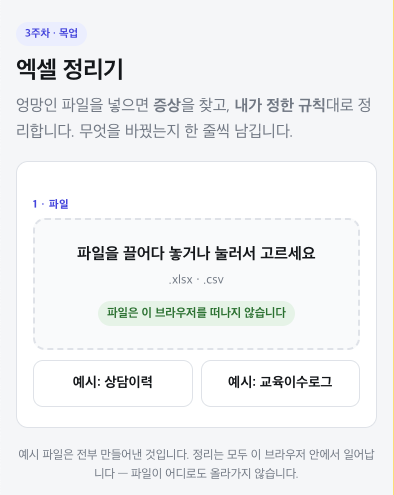 3주차 · 목업
엑셀 정리기
엉망인 파일을 넣으면 증상을 찾고, 내가 정한 규칙대로 정
리합니다. 무엇을 바꿨는지 한 줄씩 남깁니다.
1 · 파일
파일을 끌어다 놓거나 눌러서 고르세요
.xlsx · .csv
파일은 이 브라우저를 떠나지 않습니다
예시: 상담이력
예시: 교육이수로그
예시 파일은 전부 만들어낸 것입니다. 정리는 모두 이 브라우저 안에서 일어납
니다 — 파일이 어디로도 올라가지 않습니다.